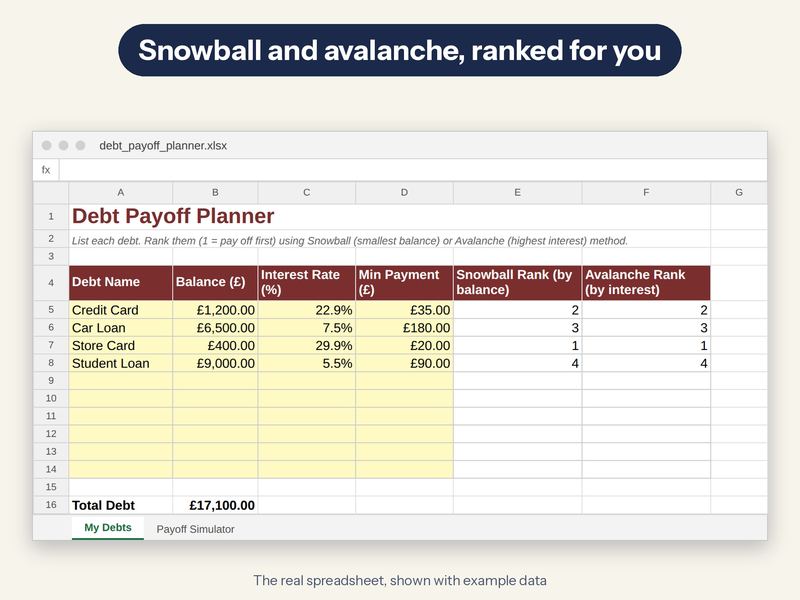 Snowball and avalanche, ranked for you
debt_payoff_planner.xlsx
fx
A B C D E F G
1 Debt Payoff Planner
2 List each debt. Rank them (1 = pay off first) using Snowball (smallest balance) or Avalanche (highest interest) method.
3
4 Debt Name Balance (£) Interest Rate (%) Min Payment (£) Snowball Rank (by balance) Avalanche Rank (by interest)
5 Credit Card £1,200.00 22.9% £35.00 2 2
6 Car Loan £6,500.00 7.5% £180.00 3 3
7 Store Card £400.00 29.9% £20.00 1 1
8 Student Loan £9,000.00 5.5% £90.00 4 4
9
10
11
12
13
14
15
16 Total Debt £17,100.00
My Debts Payoff Simulator
The real spreadsheet, shown with example data